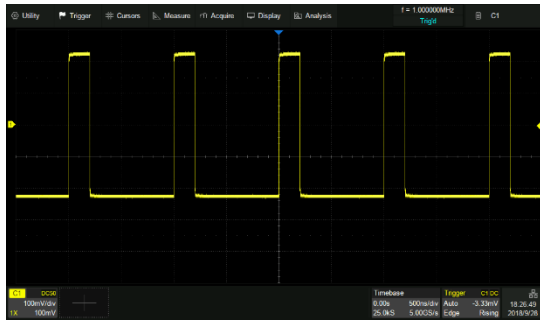 Utility Trigger Cursors Measure Acquire Display Analysis
f = 1.000000MHz
Trig'd
C1
C1 DC50
100mV/div
1X 100mV
Timebase
0.00s 500ns/div
25.0kS 5.00GS/s
Trigger C1 DC
Auto -3.33mV
Edge Rising
18:26:49
2018/9/28